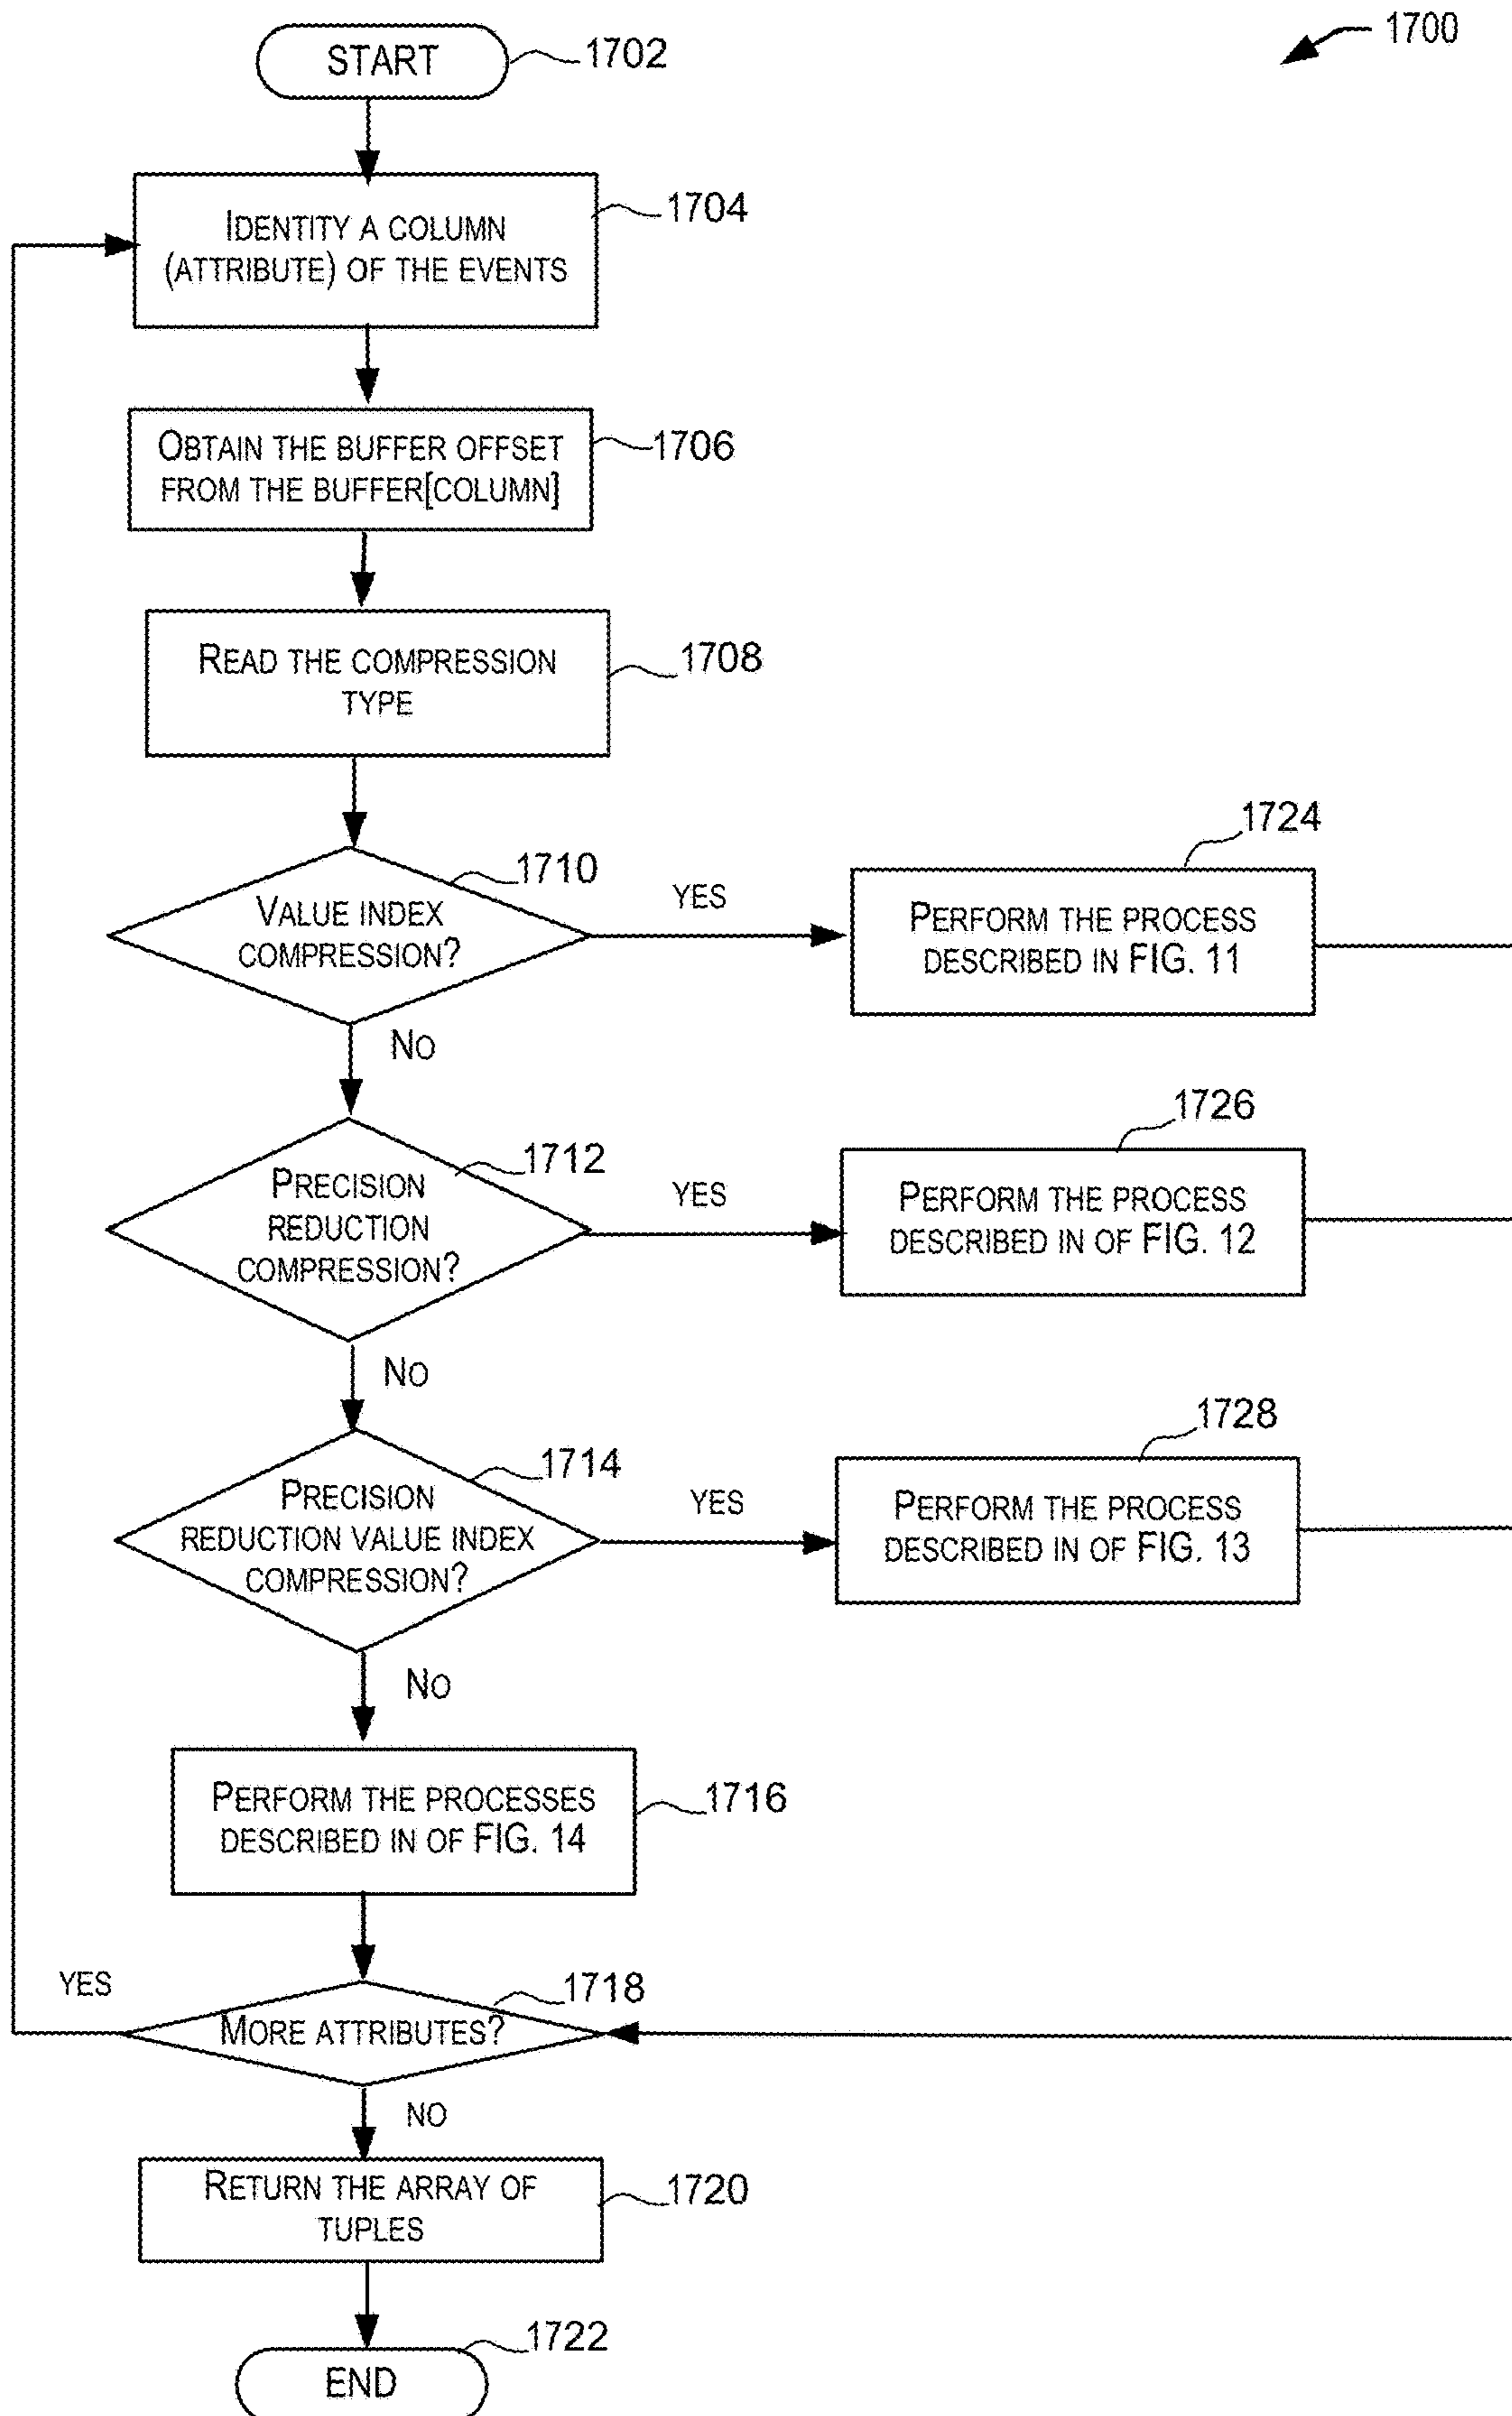 1700
START
1702
IDENTITY A COLUMN
(ATTRIBUTE) OF THE EVENTS
1704
OBTAIN THE BUFFER OFFSET
FROM THE BUFFER[COLUMN]
1706
READ THE COMPRESSION
TYPE
1708
VALUE INDEX
COMPRESSION?
1710
YES
PERFORM THE PROCESS
DESCRIBED IN FIG. 11
1724
NO
PRECISION
REDUCTION
COMPRESSION?
1712
YES
PERFORM THE PROCESS
DESCRIBED IN OF FIG. 12
1726
NO
PRECISION
REDUCTION VALUE INDEX
COMPRESSION?
1714
YES
PERFORM THE PROCESS
DESCRIBED IN OF FIG. 13
1728
NO
PERFORM THE PROCESSES
DESCRIBED IN OF FIG. 14
1716
YES
MORE ATTRIBUTES?
1718
NO
RETURN THE ARRAY OF
TUPLES
1720
END
1722